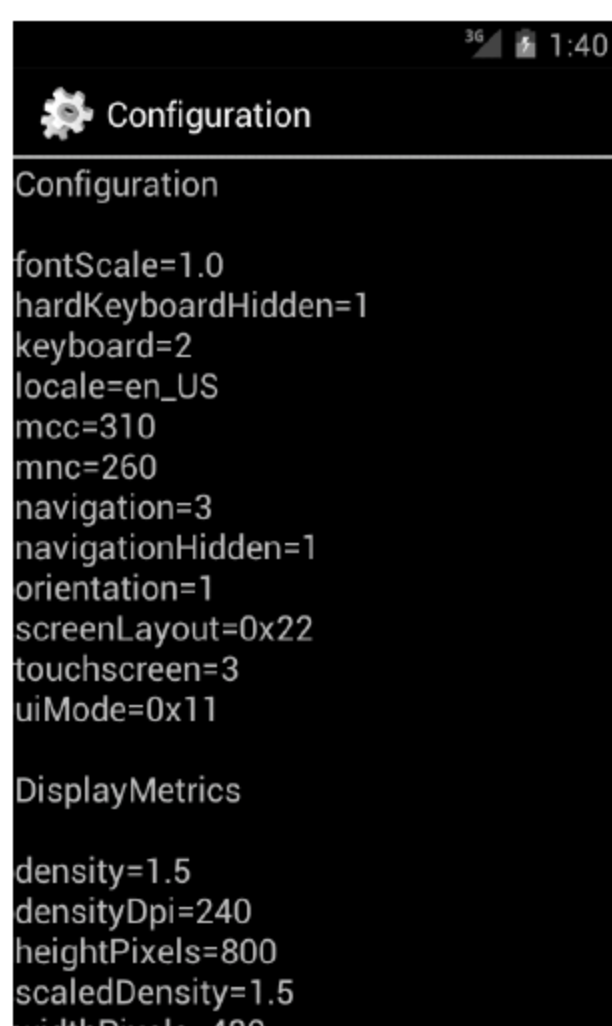 3G 1:40
Configuration
Configuration
fontScale=1.0
hardKeyboardHidden=1
keyboard=2
locale=en_US
mcc=310
mnc=260
navigation=3
navigationHidden=1
orientation=1
screenLayout=0x22
touchscreen=3
uiMode=0x11
DisplayMetrics
density=1.5
densityDpi=240
heightPixels=800
scaledDensity=1.5